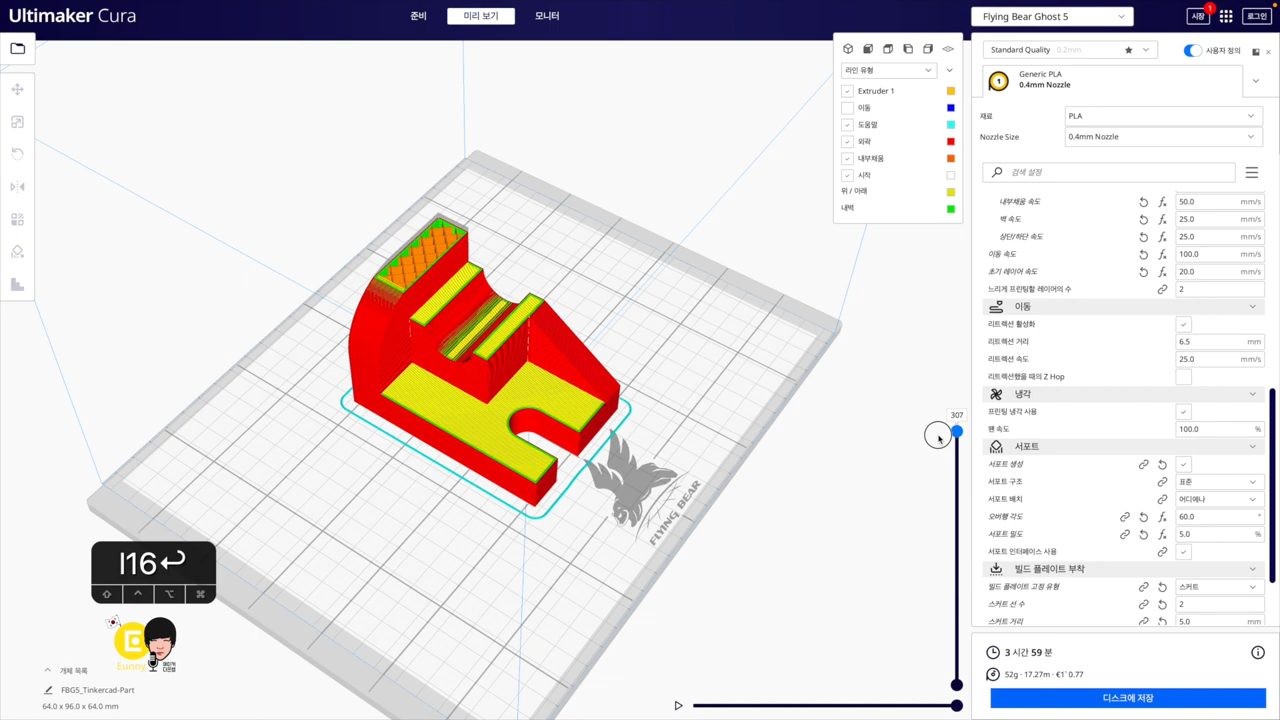 Ultimaker Cura
준비
미리 보기
모니터
Flying Bear Ghost 5
시장
1
로그인
라인 유형
Extruder 1
이동
도움말
외곽
내부채움
시작
위 / 아래
내벽
Standard Quality - 0.2mm
사용자 정의
1
Generic PLA
0.4mm Nozzle
재료
PLA
Nozzle Size
0.4mm Nozzle
검색 설정
내부채움 속도 50.0 mm/s
벽 속도 25.0 mm/s
상단/하단 속도 25.0 mm/s
이동 속도 100.0 mm/s
초기 레이어 속도 20.0 mm/s
느리게 프린팅할 레이어의 수 2
이동
리트렉션 활성화
리트렉션 거리 6.5 mm
리트렉션 속도 25.0 mm/s
리트렉션했을 때의 Z Hop
냉각
프린팅 냉각 사용
팬 속도 100.0 %
서포트
서포트 생성
서포트 구조 표준
서포트 배치 어디에나
오버행 각도 60.0 °
서포트 밀도 5.0 %
서포트 인터페이스 사용
빌드 플레이트 부착
빌드 플레이트 고정 유형 스커트
스커트 선 수 2
스커트 거리 5.0 mm
307
FLYING BEAR
I16↩
⇧ ^ ⌥ ⌘
Eunny
개체 목록
FBG5_Tinkercad-Part
64.0 x 96.0 x 64.0 mm
3 시간 59 분
52g · 17.27m · €1`0.77
디스크에 저장